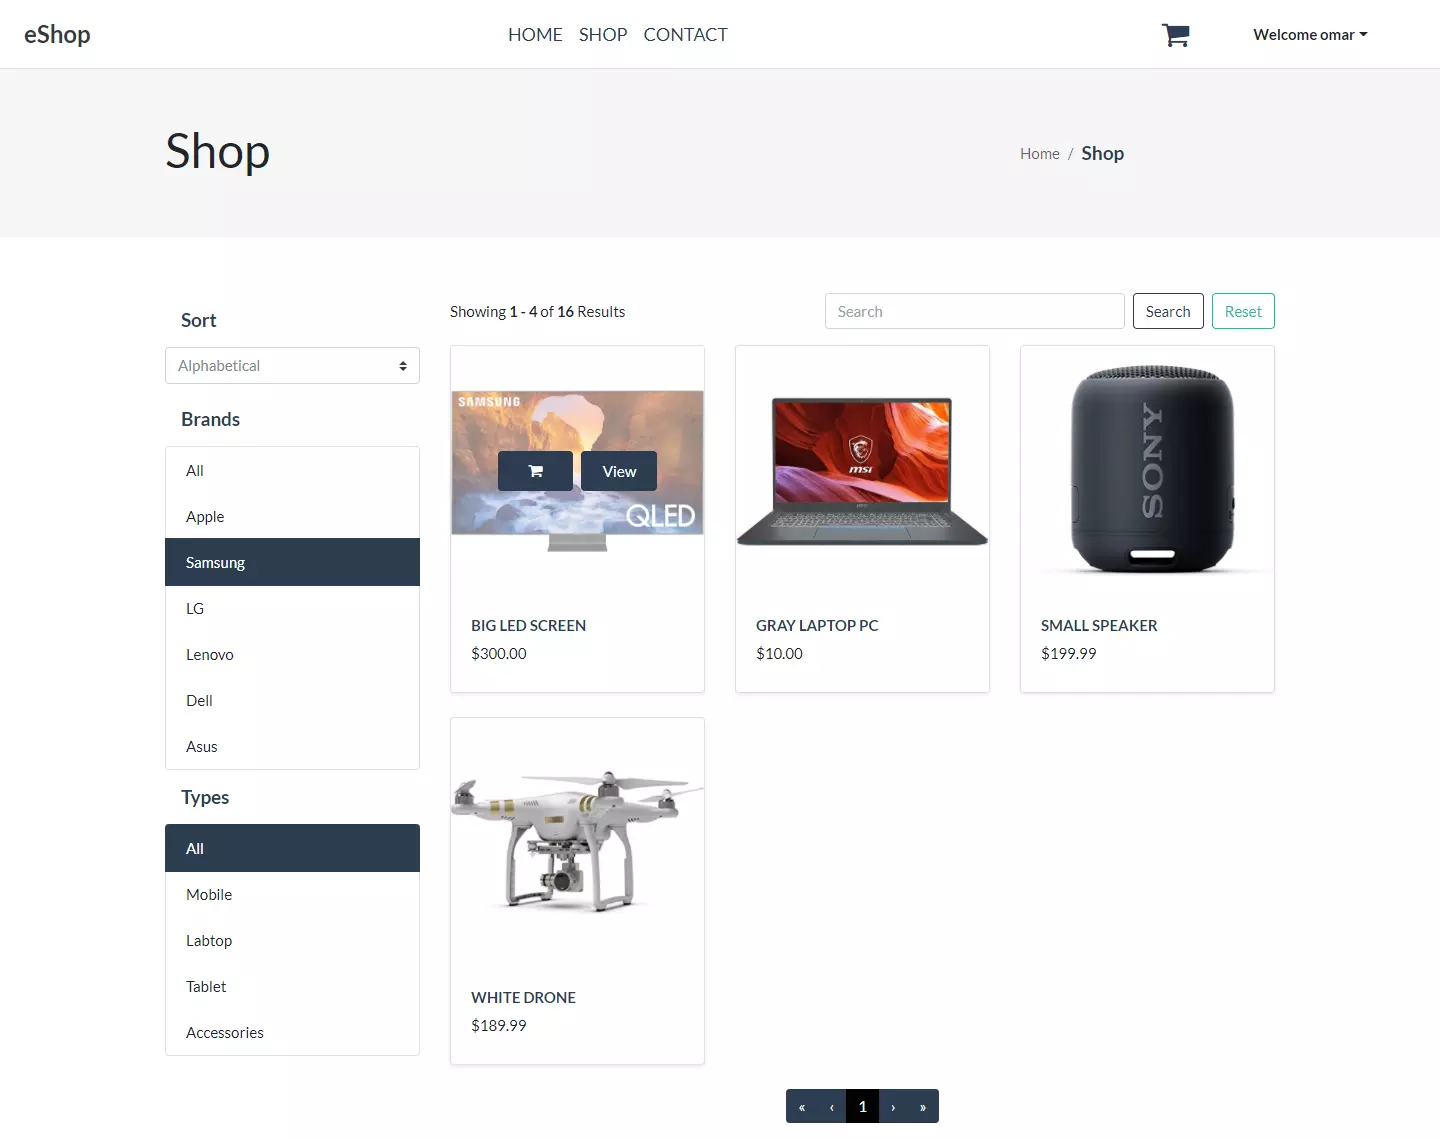 eShop
HOME SHOP CONTACT
Welcome omar
Shop
Home / Shop
Sort
Alphabetical
Brands
All
Apple
Samsung
LG
Lenovo
Dell
Asus
Types
All
Mobile
Labtop
Tablet
Accessories
Showing 1 - 4 of 16 Results
Search
Search
Reset
SAMSUNG
View
QLED
BIG LED SCREEN
$300.00
msi
GRAY LAPTOP PC
$10.00
SONY
SMALL SPEAKER
$199.99
WHITE DRONE
$189.99
« ‹ 1 › »